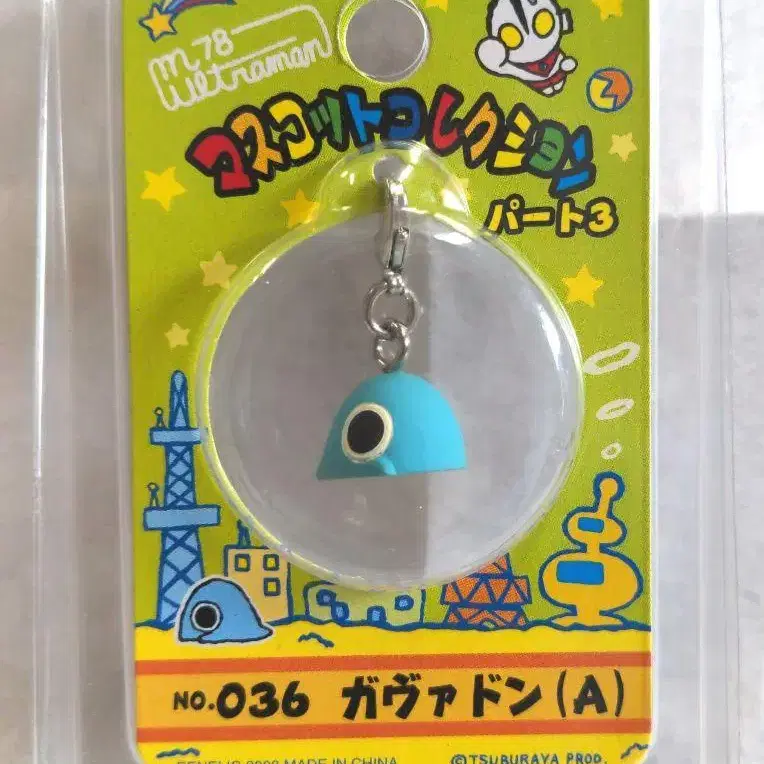 m78
ultraman
マスコットコレクション
パート3
NO.036 ガヴァドン(A)
MADE IN CHINA
©TSUBURAYA PROD.